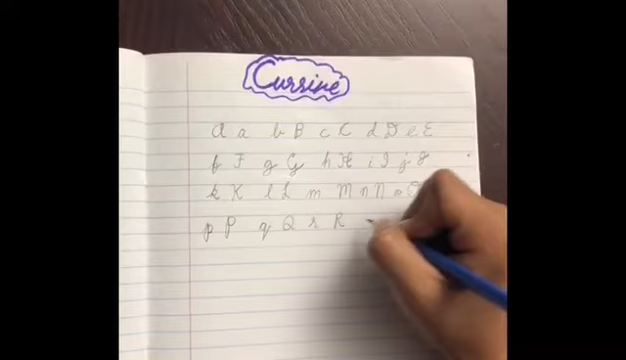 Cursive
A a b B c C d D e E
f F g G h H i I j J
k K l L m M n N o O
p P q Q r R